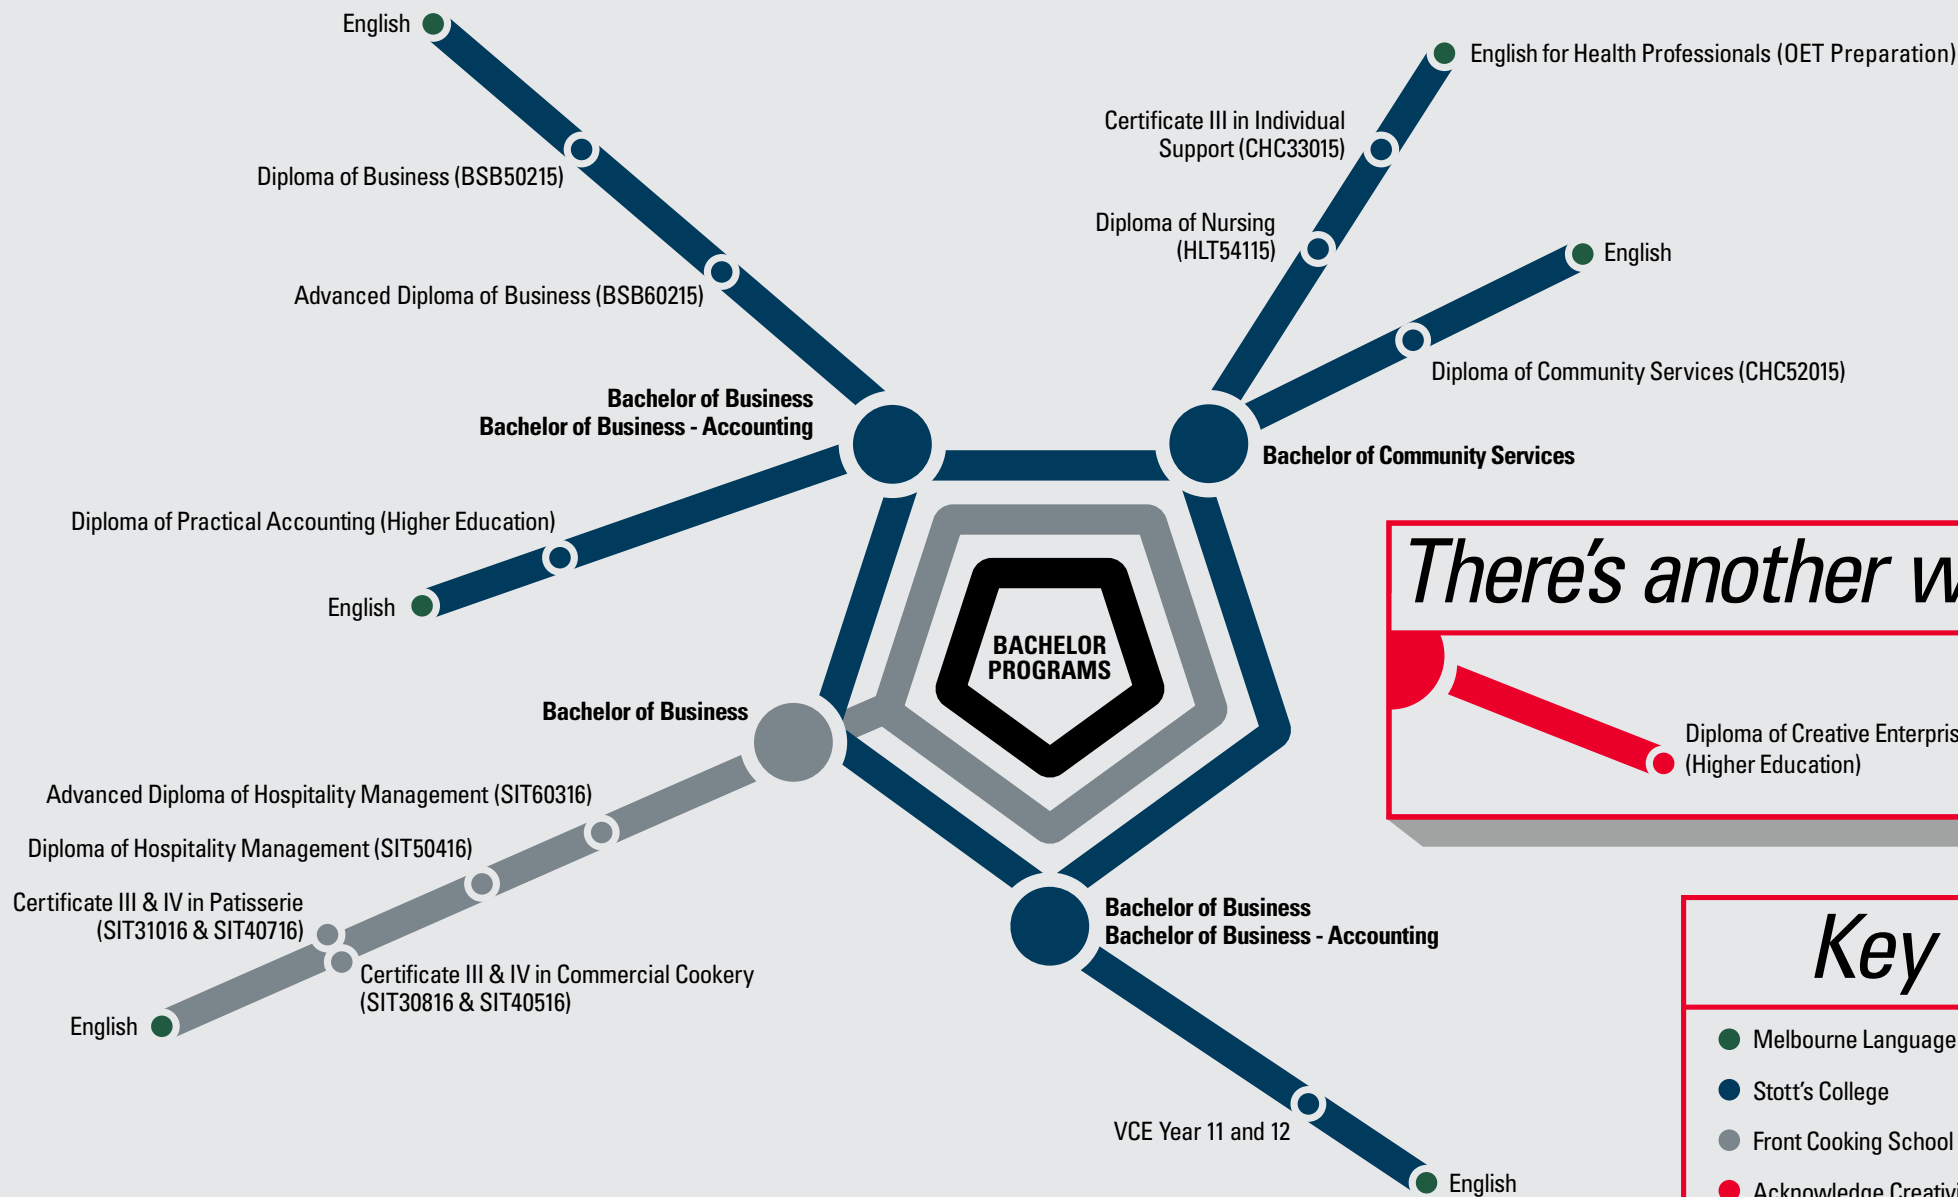 English
English for Health Professionals (OET Preparation)
Certificate III in Individual
Support (CHC33015)
Diploma of Business (BSB50215)
Diploma of Nursing
(HLT54115)
English
Advanced Diploma of Business (BSB60215)
Diploma of Community Services (CHC52015)
Bachelor of Business
Bachelor of Business - Accounting
Bachelor of Community Services
Diploma of Practical Accounting (Higher Education)
English
There's another
BACHELOR
PROGRAMS
Bachelor of Business
Diploma of Creative
(Higher Education)
Advanced Diploma of Hospitality Management (SIT60316)
Diploma of Hospitality Management (SIT50416)
Certificate III & IV in Patisserie
(SIT31016 & SIT40716)
Certificate III & IV in Commercial Cookery
(SIT30816 & SIT40516)
English
Bachelor of Business
Bachelor of Business - Accounting
VCE Year 11 and 12
English
Key
Melbourne Language
Stott's College
Front Cooking School
Acknowledge